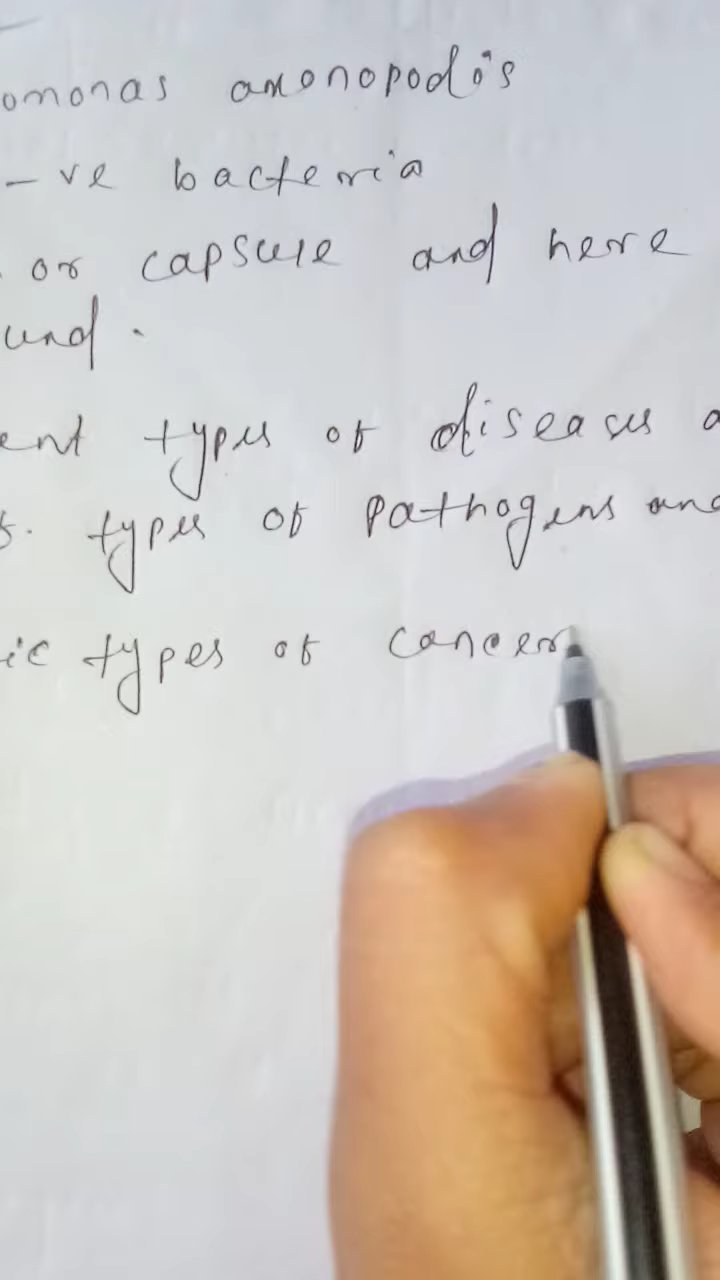 omonas axonopodis
-ve bacteria
or capsule and here
und.
ent types of diseases a
t. types of pathogens and
ic types of cancer